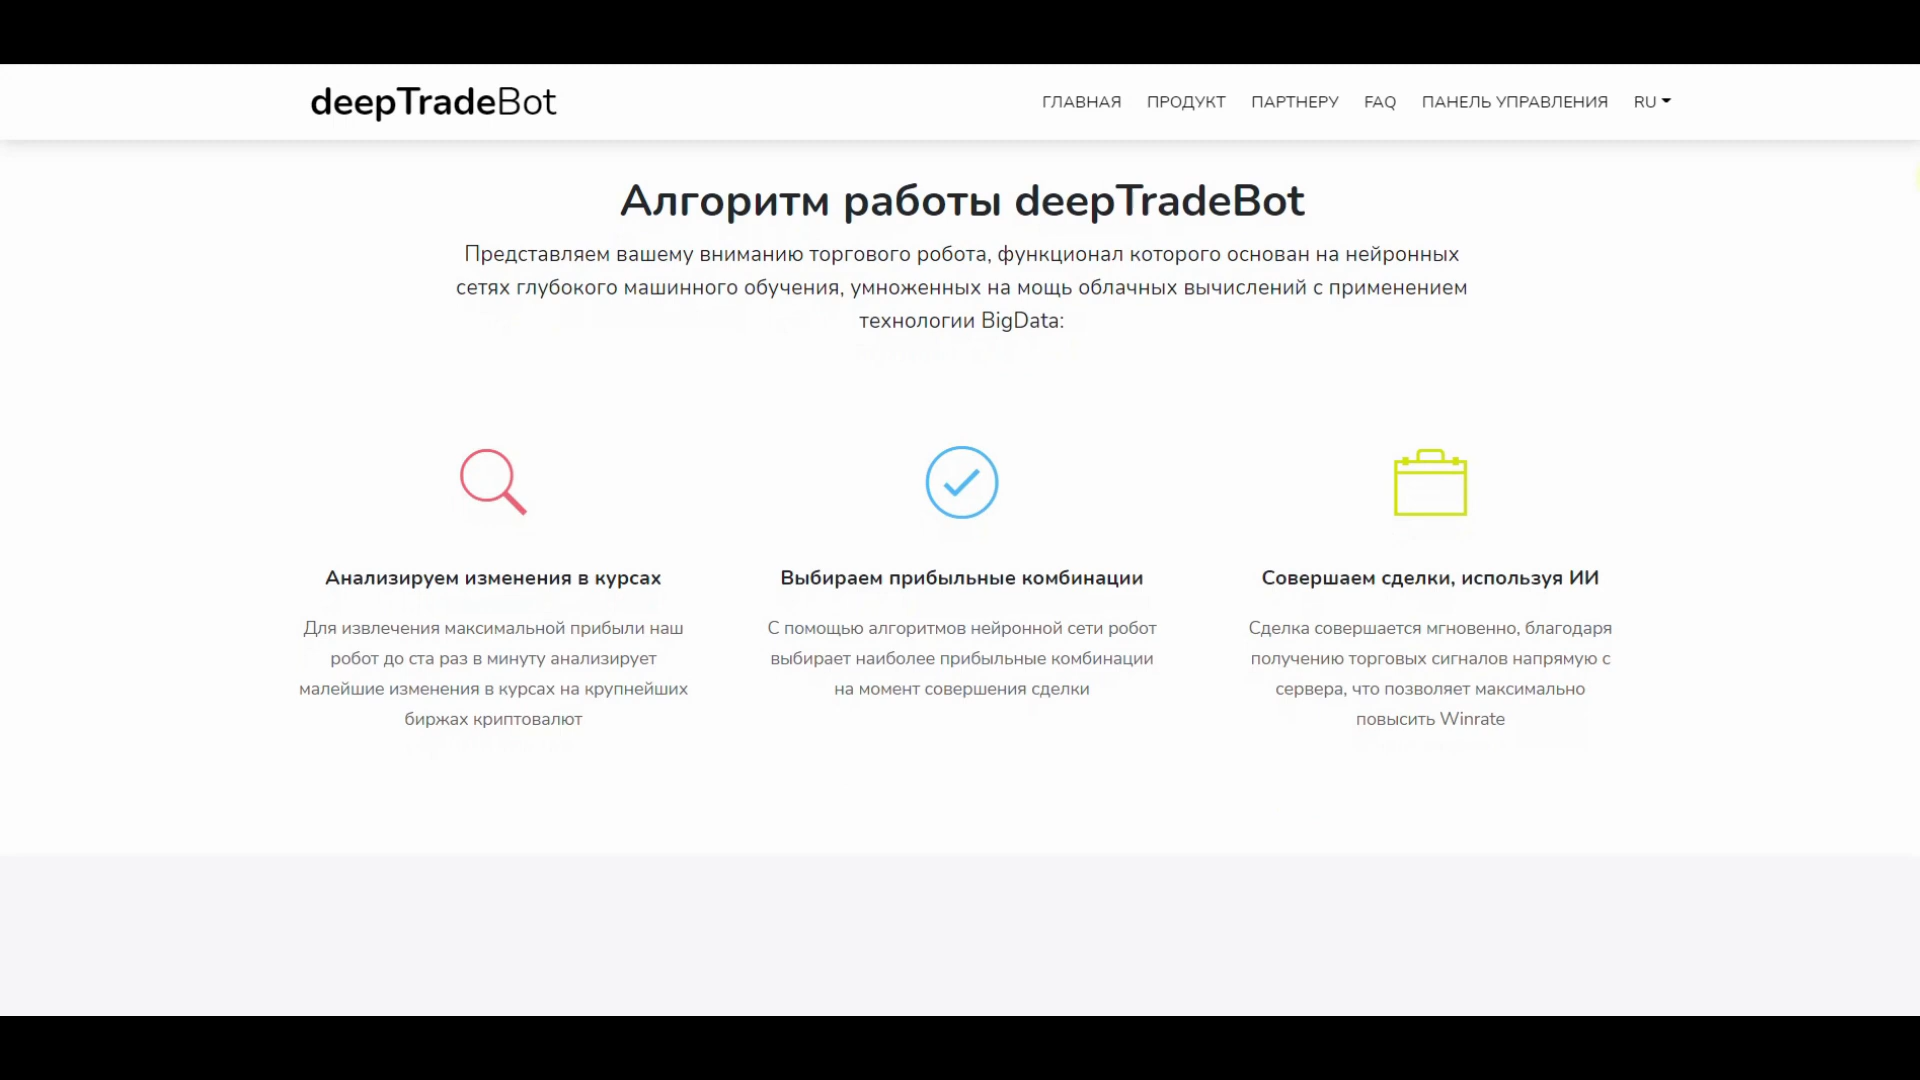 deepTradeBot
ГЛАВНАЯ ПРОДУКТ ПАРТНЕРУ FAQ ПАНЕЛЬ УПРАВЛЕНИЯ RU
Алгоритм работы deepTradeBot
Представляем вашему вниманию торгового робота, функционал которого основан на нейронных
сетях глубокого машинного обучения, умноженных на мощь облачных вычислений с применением
технологии BigData:
Анализируем изменения в курсах
Для извлечения максимальной прибыли наш
робот до ста раз в минуту анализирует
малейшие изменения в курсах на крупнейших
биржах криптовалют
Выбираем прибыльные комбинации
С помощью алгоритмов нейронной сети робот
выбирает наиболее прибыльные комбинации
на момент совершения сделки
Совершаем сделки, используя ИИ
Сделка совершается мгновенно, благодаря
получению торговых сигналов напрямую с
сервера, что позволяет максимально
повысить Winrate